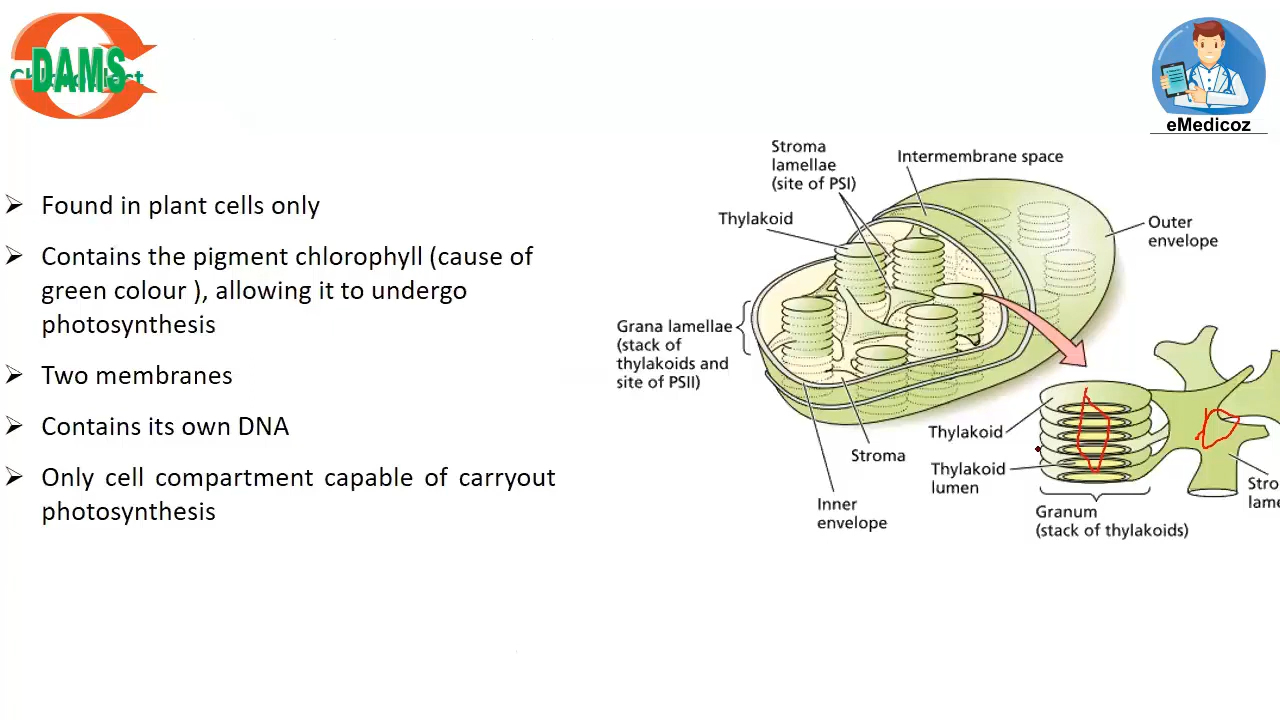 DAMS
eMedicoz
➢ Found in plant cells only
➢ Contains the pigment chlorophyll (cause of
green colour ), allowing it to undergo
photosynthesis
➢ Two membranes
➢ Contains its own DNA
➢ Only cell compartment capable of carryout
photosynthesis
Stroma
lamellae
(site of PSI)
Intermembrane space
Thylakoid
Outer
envelope
Grana lamellae
(stack of
thylakoids and
site of PSII)
Stroma
Inner
envelope
Thylakoid
Thylakoid
lumen
Granum
(stack of thylakoids)
Stro
lame